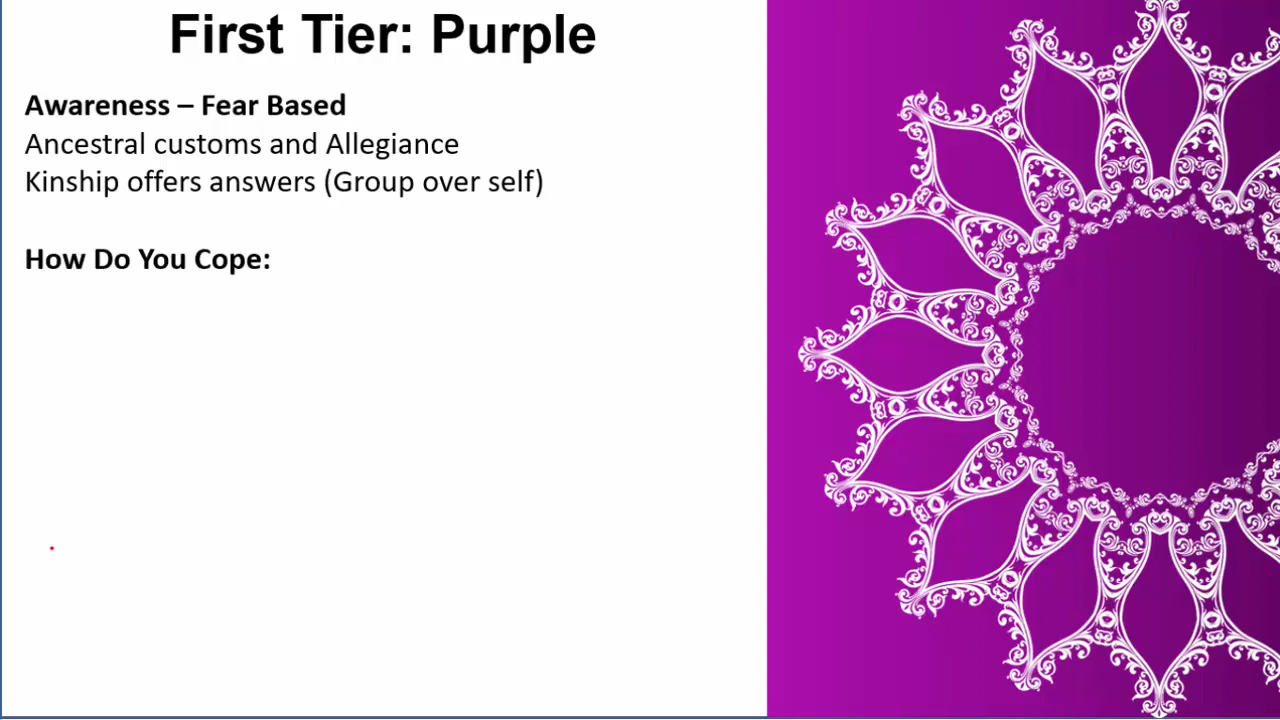 First Tier: Purple
Awareness – Fear Based
Ancestral customs and Allegiance
Kinship offers answers (Group over self)
How Do You Cope: